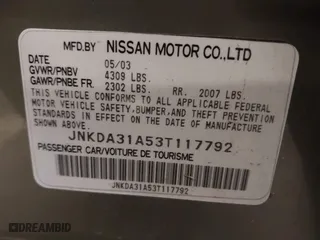 MFD.BY NISSAN MOTOR CO.,LTD
DATE 05/03
GVWR/PNBV 4309 LBS.
GAWR/PNBE FR. 2302 LBS. RR. 2007 LBS.
THIS VEHICLE CONFORMS TO ALL APPLICABLE FEDERAL
MOTOR VEHICLE SAFETY,BUMPER,AND THEFT PREVENTION
STANDARDS IN EFFECT ON THE DATE OF
MANUFACTURE SHOWN ABOVE.
JNKDA31A53T117792
PASSENGER CAR/VOITURE DE TOURISME
JNKDA31A53T117792
DREAMBID